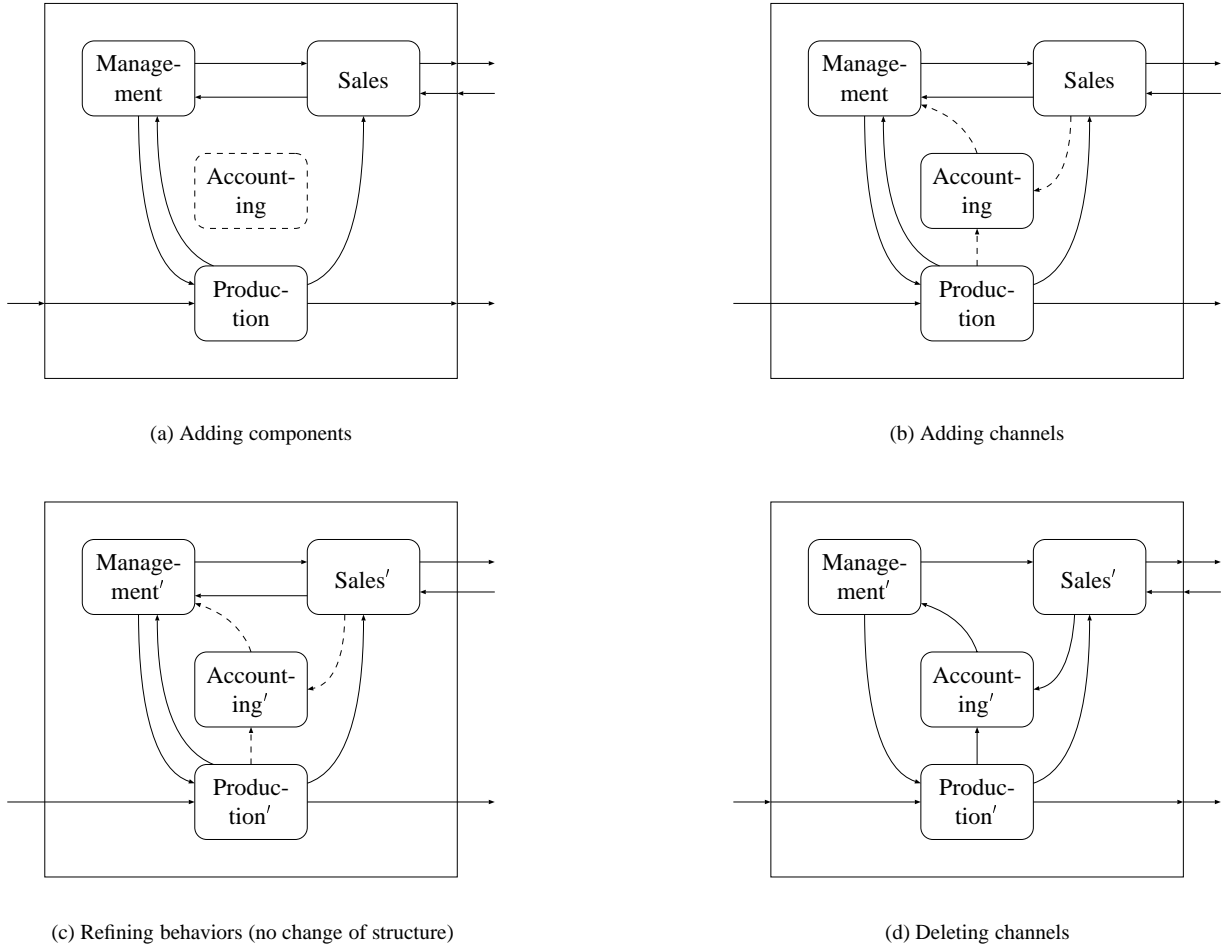 Manage-
ment
Sales
Account-
ing
Produc-
tion
(a) Adding components
Manage-
ment
Sales
Account-
ing
Produc-
tion
(b) Adding channels
Manage-
ment′
Sales′
Account-
ing′
Produc-
tion′
(c) Refining behaviors (no change of structure)
Manage-
ment′
Sales′
Account-
ing′
Produc-
tion′
(d) Deleting channels